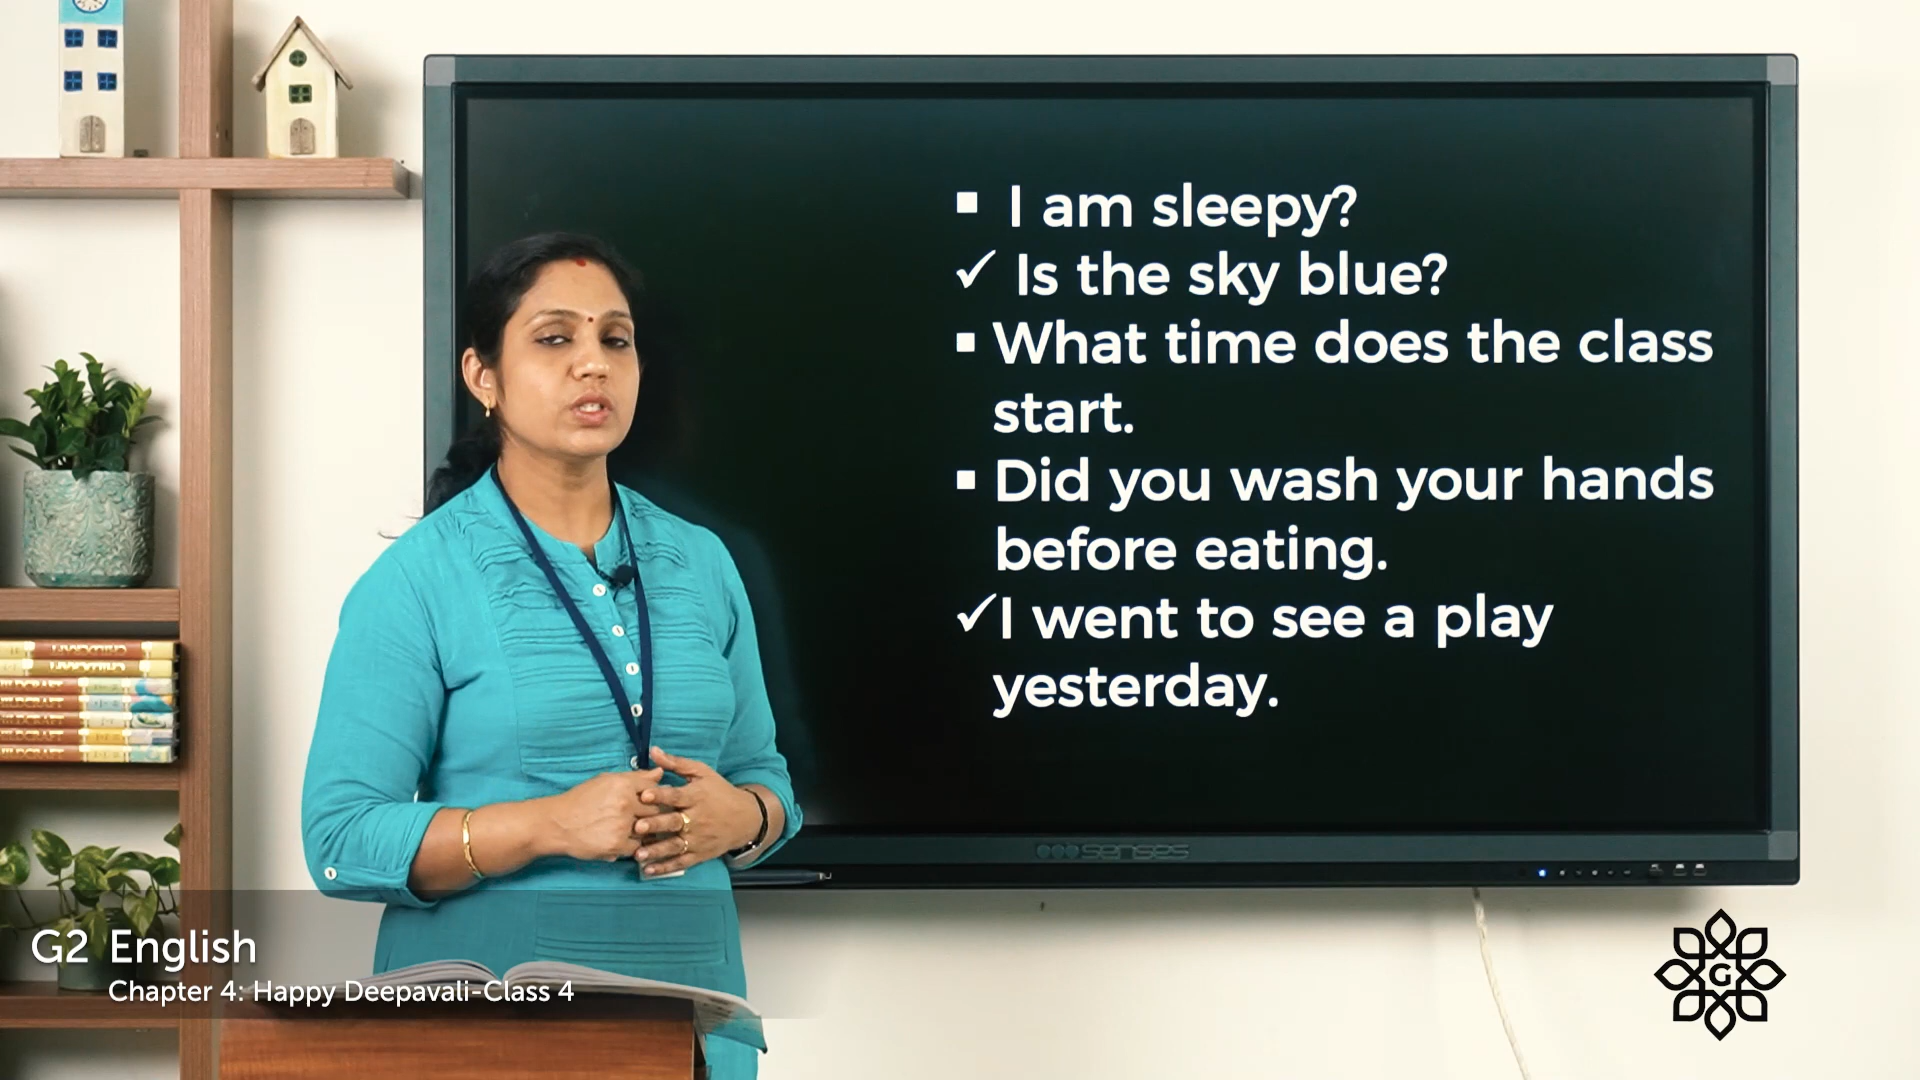 ▪ I am sleepy?
✓ Is the sky blue?
▪ What time does the class
start.
▪ Did you wash your hands
before eating.
✓ I went to see a play
yesterday.
senses
G2 English
Chapter 4: Happy Deepavali-Class 4
G